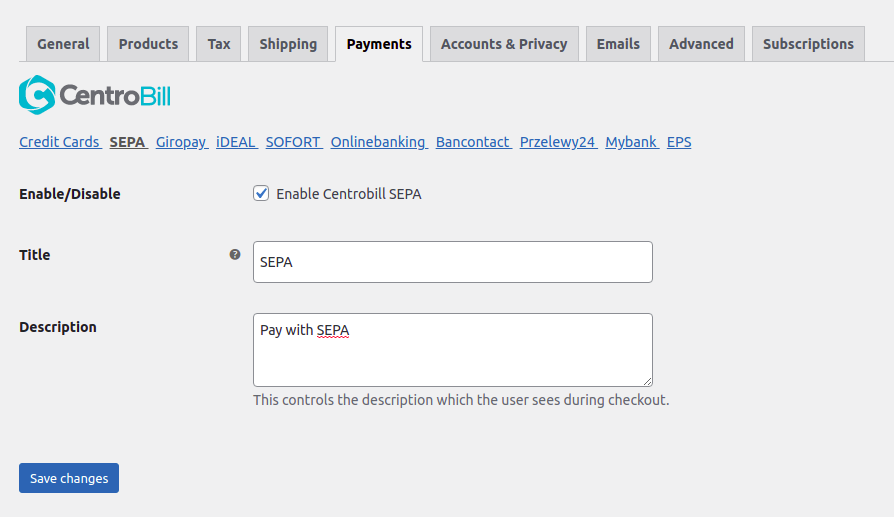 General Products Tax Shipping Payments Accounts & Privacy Emails Advanced Subscriptions
CentroBill
Credit Cards SEPA Giropay iDEAL SOFORT Onlinebanking Bancontact Przelewy24 Mybank EPS
Enable/Disable Enable Centrobill SEPA
Title ? SEPA
Description Pay with SEPA
This controls the description which the user sees during checkout.
Save changes